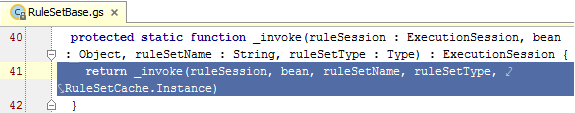 RuleSetBase.gs ×
40 protected static function _invoke(ruleSession : ExecutionSession, bean
: Object, ruleSetName : String, ruleSetType : Type) : ExecutionSession {
41 return _invoke(ruleSession, bean, ruleSetName, ruleSetType,
RuleSetCache.Instance)
42 }